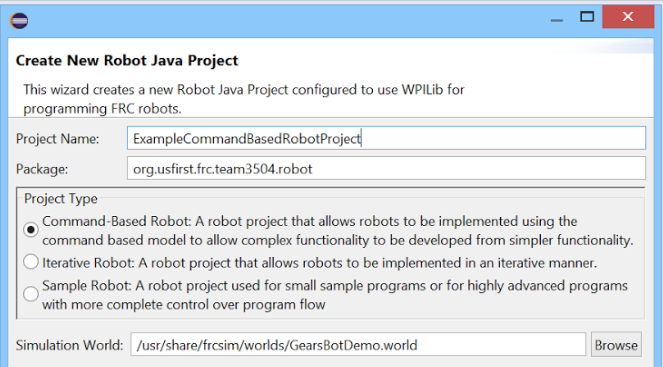 Create New Robot Java Project
This wizard creates a new Robot Java Project configured to use WPILib for
programming FRC robots.
Project Name: ExampleCommandBasedRobotProject
Package: org.usfirst.frc.team3504.robot
Project Type
Command-Based Robot: A robot project that allows robots to be implemented using the
command based model to allow complex functionality to be developed from simpler functionality.
Iterative Robot: A robot project that allows robots to be implemented in an iterative manner.
Sample Robot: A robot project used for small sample programs or for highly advanced programs
with more complete control over program flow
Simulation World: /usr/share/frcsim/worlds/GearsBotDemo.world Browse